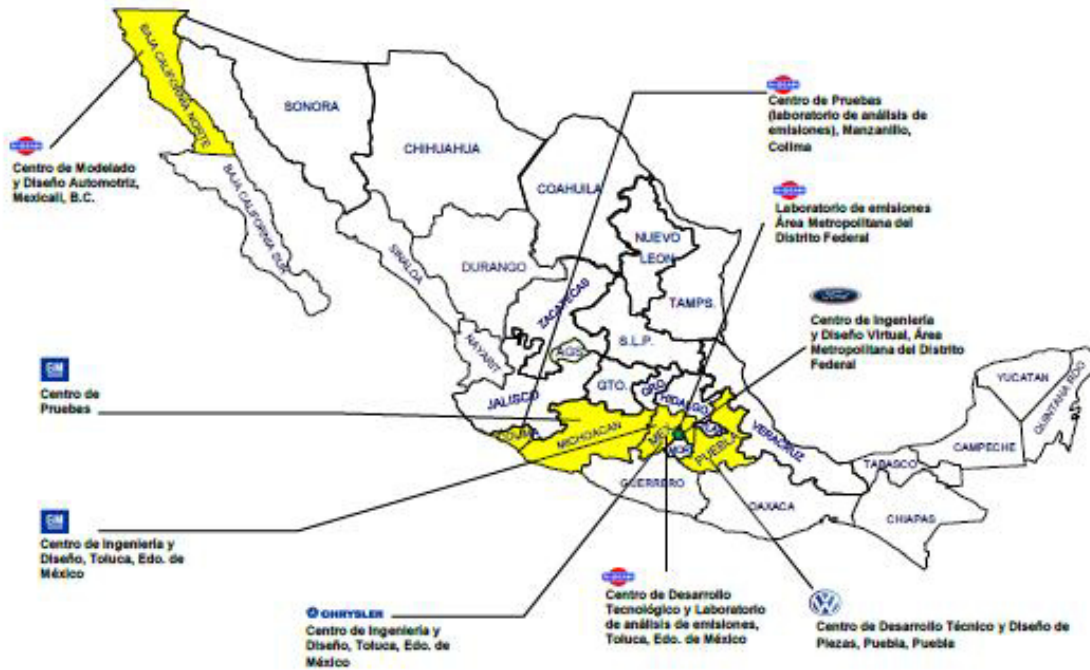 BAJA CALIFORNIA NORTE
SONORA
CHIHUAHUA
COAHUILA
NUEVO
LEON
TAMPS.
BAJA CALIFORNIA SUR
SINALOA
DURANGO
ZACATECAS
S.L.P.
NAYARIT
AGS
JALISCO
GTO.
QRO
HIDALGO
COLIMA
MICHOACAN
MEX
MOR
PUEBLA
VERACRUZ
GUERRERO
OAXACA
TABASCO
CHIAPAS
CAMPECHE
YUCATAN
QUINTANA ROO
NISSAN
Centro de Modelado
y Diseño Automotriz,
Mexicali, B.C.
GM
Centro de
Pruebas
GM
Centro de Ingeniería y
Diseño, Toluca, Edo. de
México
CHRYSLER
Centro de Ingeniería y
Diseño, Toluca, Edo. de
México
NISSAN
Centro de Desarrollo
Tecnológico y Laboratorio
de análisis de emisiones,
Toluca, Edo. de México
Centro de Desarrollo Técnico y Diseño de
Piezas, Puebla, Puebla
Ford
Centro de Ingeniería
y Diseño Virtual, Área
Metropolitana del Distrito
Federal
NISSAN
Laboratorio de emisiones
Área Metropolitana del
Distrito Federal
NISSAN
Centro de Pruebas
(laboratorio de análisis de
emisiones), Manzanillo,
Colima